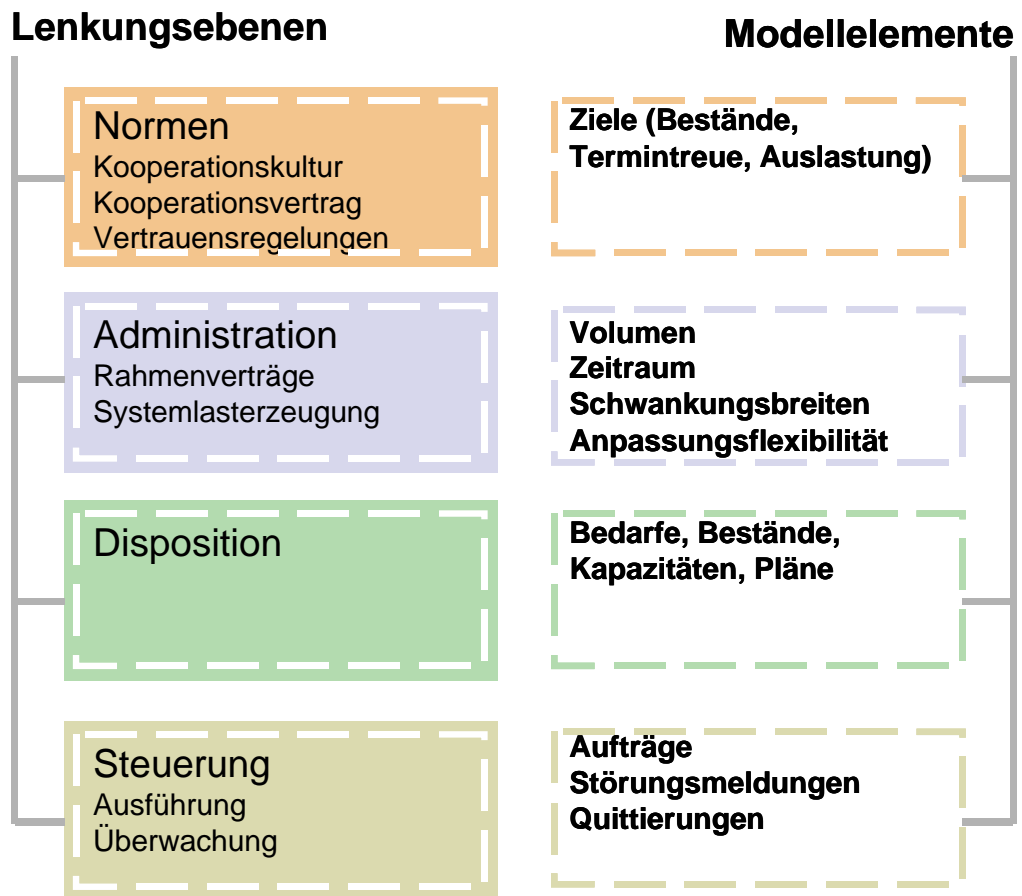 Lenkungsebenen
Modellelemente
Normen
Kooperationskultur
Kooperationsvertrag
Vertrauensregelungen
Ziele (Bestände,
Termintreue, Auslastung)
Administration
Rahmenverträge
Systemlasterzeugung
Volumen
Zeitraum
Schwankungsbreiten
Anpassungsflexibilität
Disposition
Bedarfe, Bestände,
Kapazitäten, Pläne
Steuerung
Ausführung
Überwachung
Aufträge
Störungsmeldungen
Quittierungen